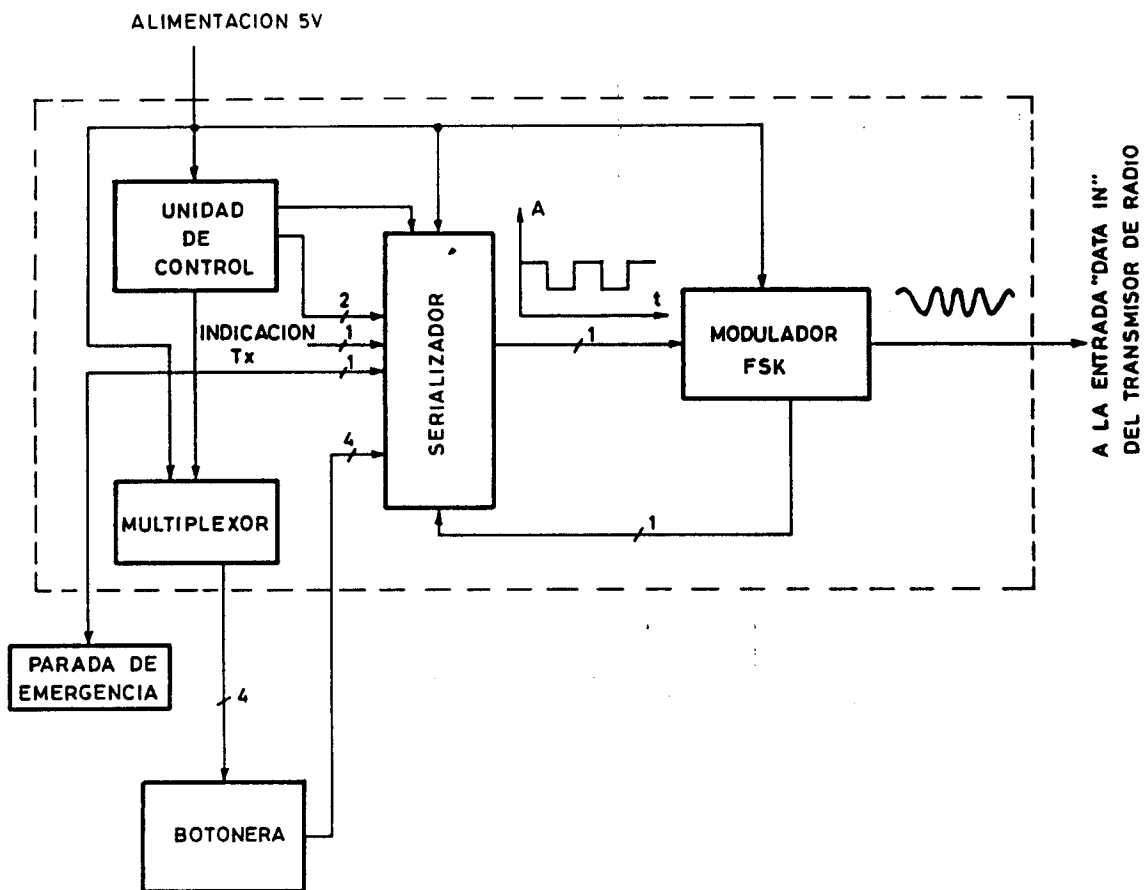 ALIMENTACION 5V
UNIDAD
DE
CONTROL
A
t
2
INDICACION
Tx
1
1
4
SERIALIZADOR
1
MODULADOR
FSK
1
MULTIPLEXOR
PARADA DE
EMERGENCIA
4
BOTONERA
A LA ENTRADA "DATA IN"
DEL TRANSMISOR DE RADIO